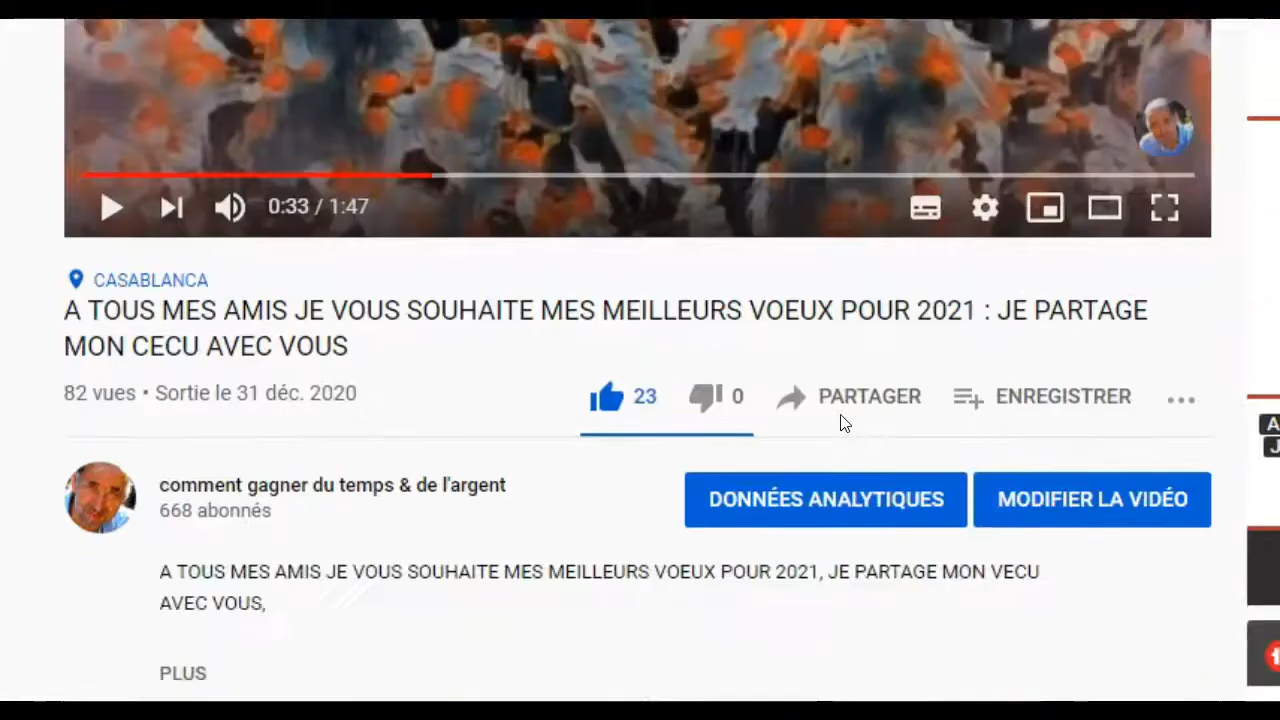 0:33 / 1:47
CASABLANCA
A TOUS MES AMIS JE VOUS SOUHAITE MES MEILLEURS VOEUX POUR 2021 : JE PARTAGE
MON CECU AVEC VOUS
82 vues • Sortie le 31 déc. 2020
23 0 PARTAGER ENREGISTRER
comment gagner du temps & de l'argent
668 abonnés
DONNÉES ANALYTIQUES MODIFIER LA VIDÉO
A TOUS MES AMIS JE VOUS SOUHAITE MES MEILLEURS VOEUX POUR 2021, JE PARTAGE MON VECU
AVEC VOUS,
PLUS